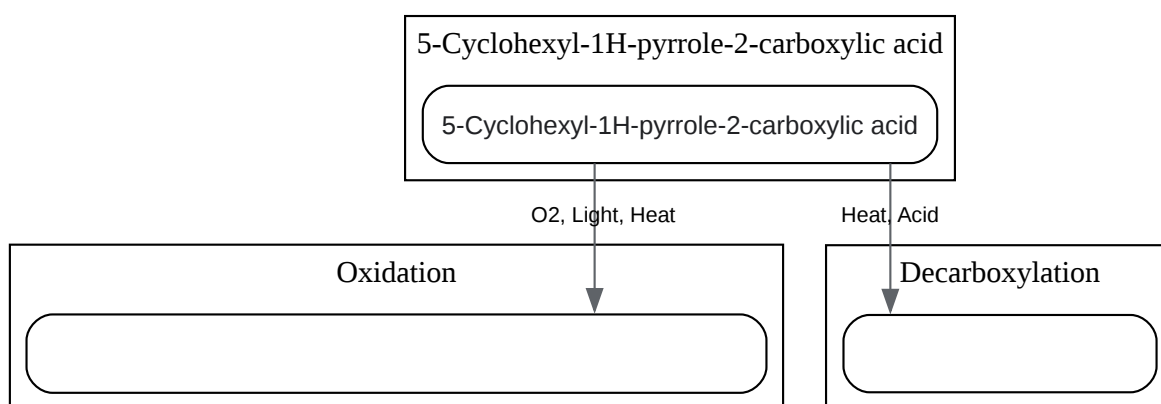 5-Cyclohexyl-1H-pyrrole-2-carboxylic acid
5-Cyclohexyl-1H-pyrrole-2-carboxylic acid
O2, Light, Heat
Heat, Acid
Oxidation
Decarboxylation